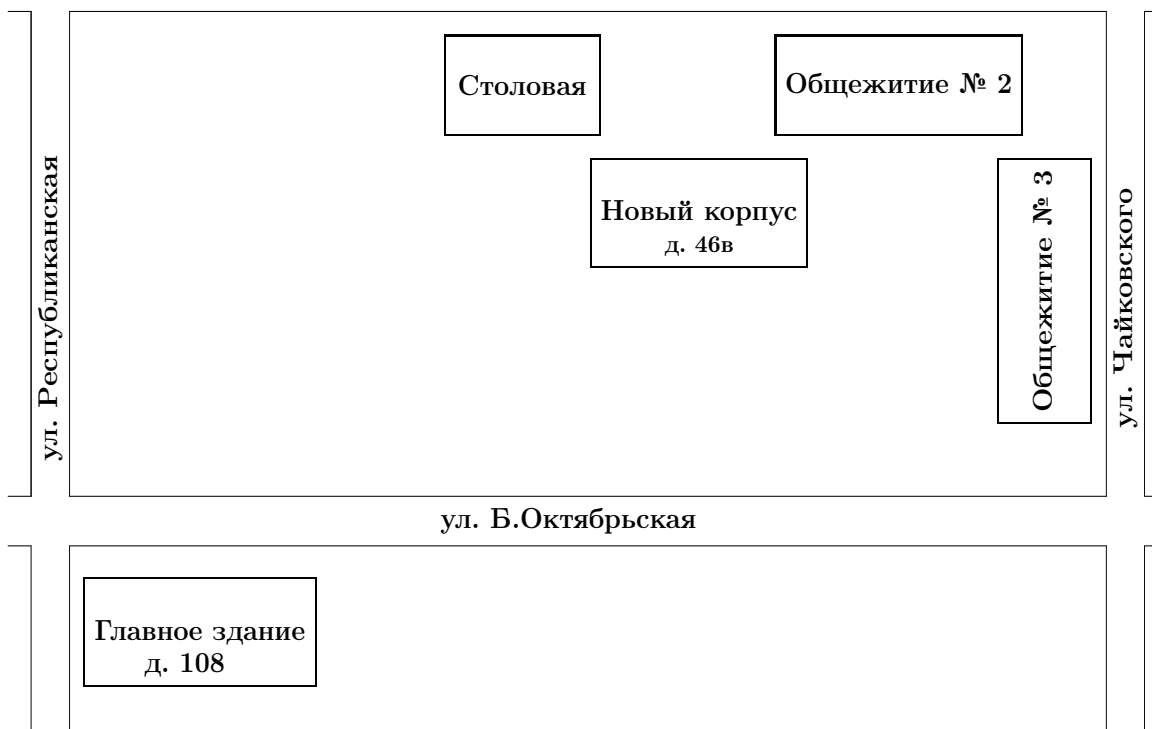 Столовая
Общежитие № 2
Новый корпус
д. 46в
Общежитие № 3
ул. Республиканская
ул. Чайковского
ул. Б.Октябрьская
Главное здание
д. 108